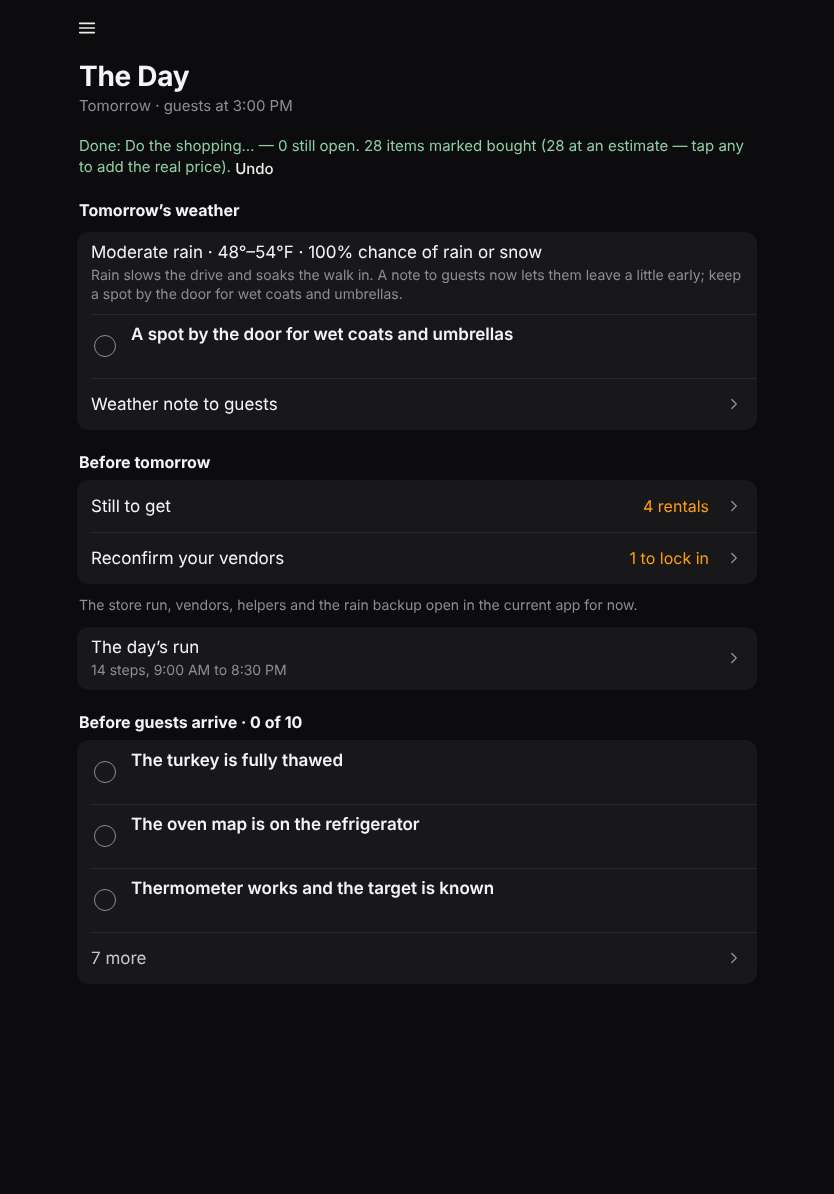 The Day
Tomorrow · guests at 3:00 PM
Done: Do the shopping… — 0 still open. 28 items marked bought (28 at an estimate — tap any
to add the real price). Undo
Tomorrow’s weather
Moderate rain · 48°–54°F · 100% chance of rain or snow
Rain slows the drive and soaks the walk in. A note to guests now lets them leave a little early; keep
a spot by the door for wet coats and umbrellas.
A spot by the door for wet coats and umbrellas
Weather note to guests
Before tomorrow
Still to get 4 rentals
Reconfirm your vendors 1 to lock in
The store run, vendors, helpers and the rain backup open in the current app for now.
The day’s run
14 steps, 9:00 AM to 8:30 PM
Before guests arrive · 0 of 10
The turkey is fully thawed
The oven map is on the refrigerator
Thermometer works and the target is known
7 more